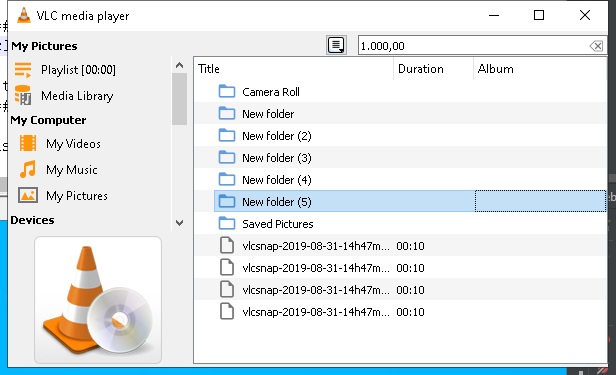 VLC media player
My Pictures
1.000,00
Playlist [00:00]
Media Library
My Computer
My Videos
My Music
My Pictures
Devices
Title Duration Album
Camera Roll
New folder
New folder (2)
New folder (3)
New folder (4)
New folder (5)
Saved Pictures
vlcsnap-2019-08-31-14h47m... 00:10
vlcsnap-2019-08-31-14h47m... 00:10
vlcsnap-2019-08-31-14h47m... 00:10
vlcsnap-2019-08-31-14h47m... 00:10